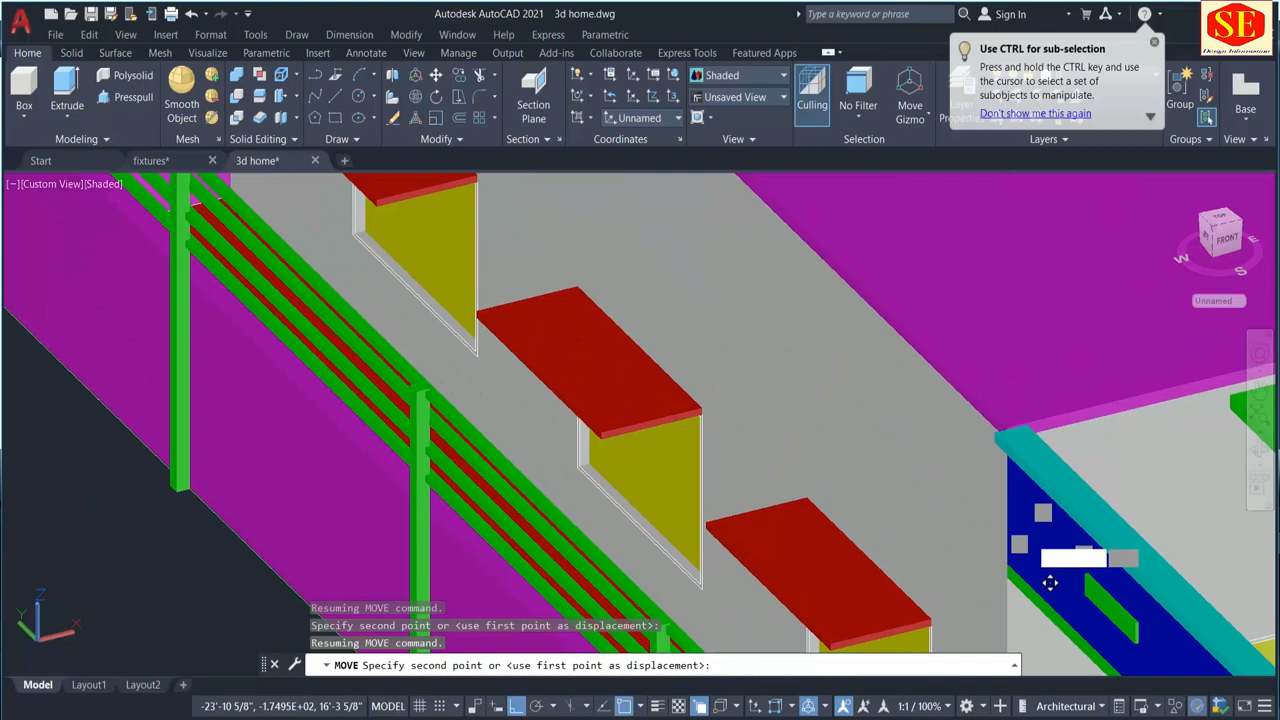 Autodesk AutoCAD 2021 3d home.dwg
Type a keyword or phrase
Sign In
SE
Design Information
File Edit View Insert Format Tools Draw Dimension Modify Window Help Express Parametric
Home Solid Surface Mesh Visualize Parametric Insert Annotate View Manage Output Add-ins Collaborate Express Tools Featured Apps
Box
Extrude
Polysolid
Presspull
Smooth
Object
Section
Plane
Unnamed
Shaded
Unsaved View
Culling
No Filter
Move
Gizmo
Layer
Properties
Group
Base
Modeling Mesh Solid Editing Draw Modify Section Coordinates View Selection Layers Groups View
Use CTRL for sub-selection
Press and hold the CTRL key and use
the cursor to select a set of
subobjects to manipulate.
Don't show me this again
Start fixtures* 3d home*
[−][Custom View][Shaded]
TOP
FRONT
W
E
S
Unnamed
Z
Y
X
Resuming MOVE command.
Specify second point or <use first point as displacement>:
Resuming MOVE command.
MOVE Specify second point or <use first point as displacement>:
Model Layout1 Layout2
-23'-10 5/8", -1.7495E+02, 16'-3 5/8" MODEL
1:1 / 100%
Architectural